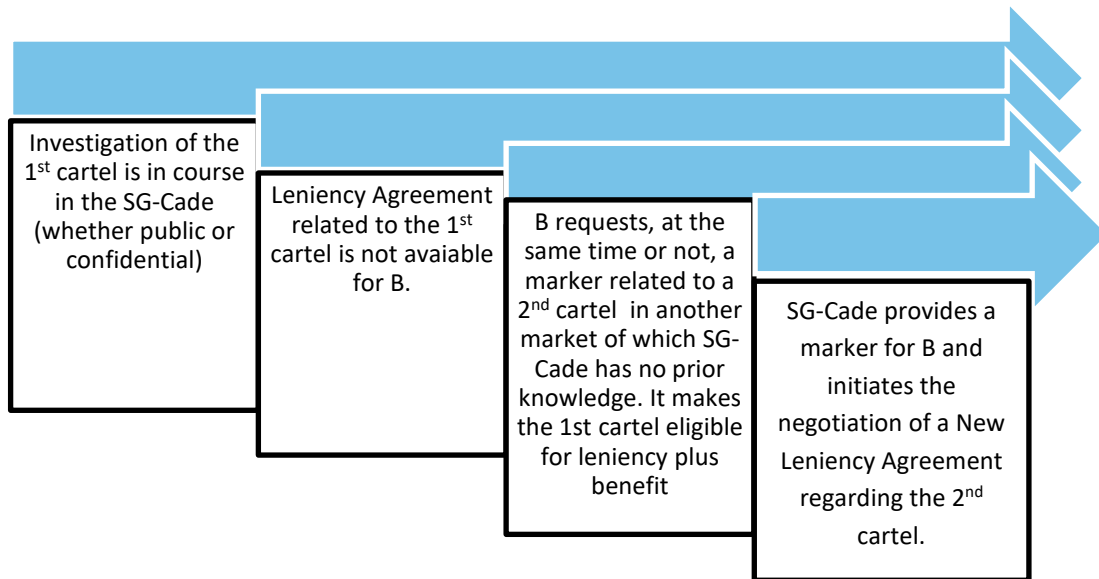 Investigation of the
1st cartel is in course
in the SG-Cade
(whether public or
confidential)
Leniency Agreement
related to the 1st
cartel is not avaiable
for B.
B requests, at the
same time or not, a
marker related to a
2nd cartel in another
market of which SG-
Cade has no prior
knowledge. It makes
the 1st cartel eligible
for leniency plus
benefit
SG-Cade provides a
marker for B and
initiates the
negotiation of a New
Leniency Agreement
regarding the 2nd
cartel.